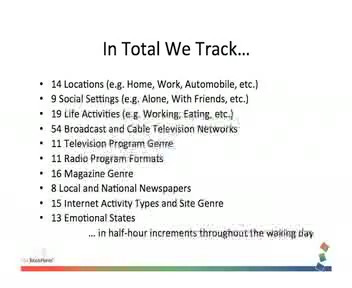 In Total We Track...
• 14 Locations (e.g. Home, Work, Automobile, etc.)
• 9 Social Settings (e.g. Alone, With Friends, etc.)
• 19 Life Activities (e.g. Working, Eating, etc.)
• 54 Broadcast and Cable Television Networks
• 11 Television Program Genre
• 11 Radio Program Formats
• 16 Magazine Genre
• 8 Local and National Newspapers
• 15 Internet Activity Types and Site Genre
• 13 Emotional States
... in half-hour increments throughout the waking day